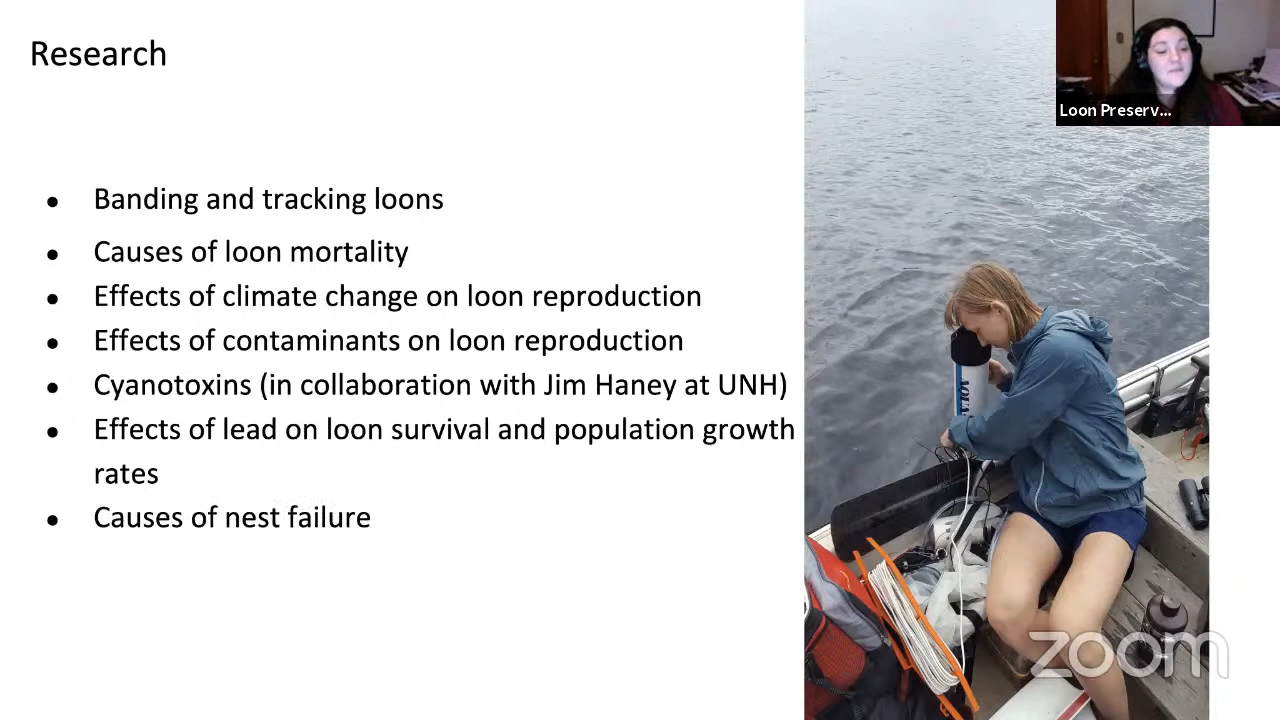 Research
Loon Preserv...
• Banding and tracking loons
• Causes of loon mortality
• Effects of climate change on loon reproduction
• Effects of contaminants on loon reproduction
• Cyanotoxins (in collaboration with Jim Haney at UNH)
• Effects of lead on loon survival and population growth
rates
• Causes of nest failure
zoom